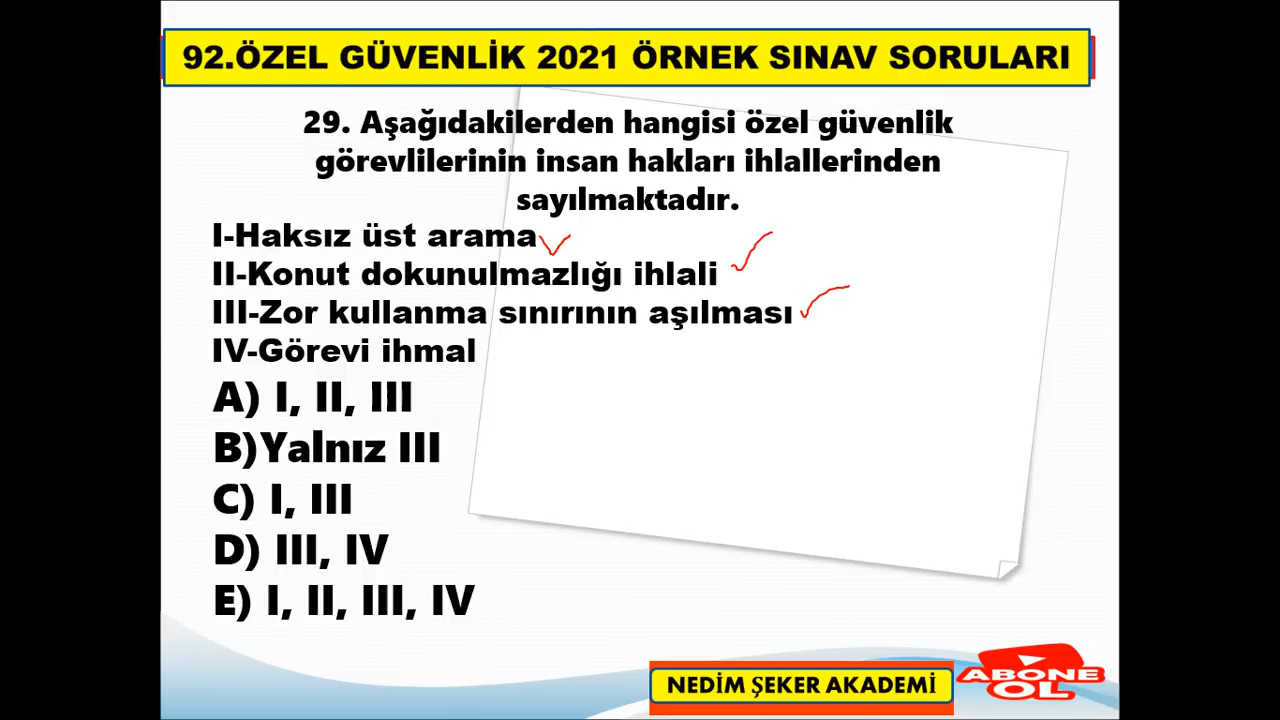 92.ÖZEL GÜVENLİK 2021 ÖRNEK SINAV SORULARI
29. Aşağıdakilerden hangisi özel güvenlik
görevlilerinin insan hakları ihlallerinden
sayılmaktadır.
I-Haksız üst arama
II-Konut dokunulmazlığı ihlali
III-Zor kullanma sınırının aşılması
IV-Görevi ihmal
A) I, II, III
B)Yalnız III
C) I, III
D) III, IV
E) I, II, III, IV
NEDİM ŞEKER AKADEMİ
ABONE
OL